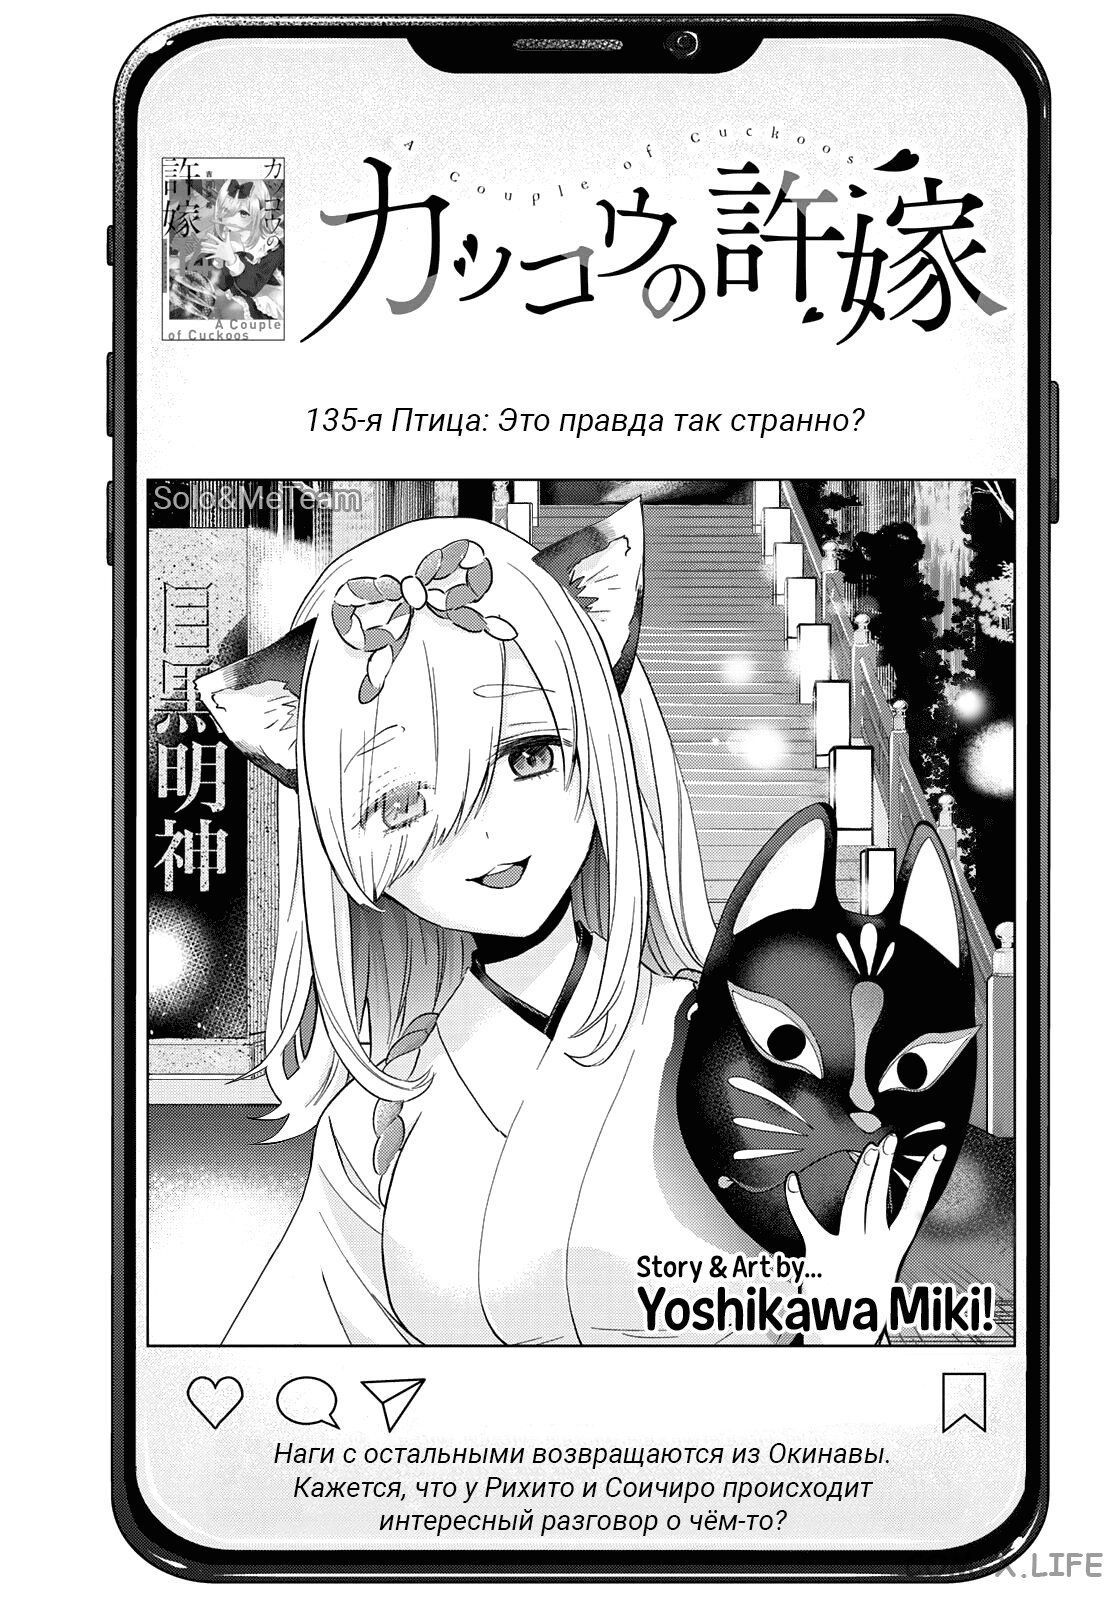 A Couple of Cuckoos
カッコウの許嫁
カッコウの
許嫁
A Couple
of Cuckoos
135-я Птица: Это правда так странно?
Solo&MeTeam
目黒明神
Story & Art by...
Yoshikawa Miki!
Наги с остальными возвращаются из Окинавы.
Кажется, что у Рихито и Соичиро происходит
интересный разговор о чём-то?
X.LIFE